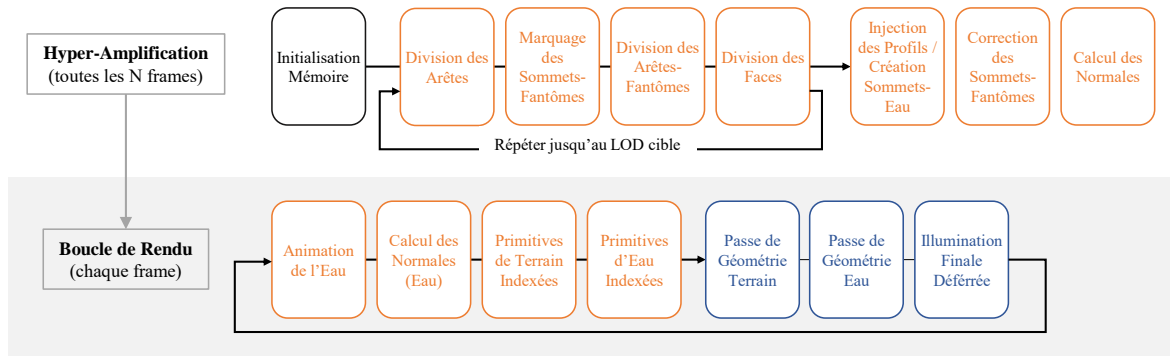 Hyper-Amplification
(toutes les N frames)
Initialisation
Mémoire
Division des
Arêtes
Marquage
des
Sommets-
Fantômes
Division des
Arêtes-
Fantômes
Division des
Faces
Injection
des Profils /
Création
Sommets-
Eau
Correction
des
Sommets-
Fantômes
Calcul des
Normales
Répéter jusqu'au LOD cible
Boucle de Rendu
(chaque frame)
Animation
de l'Eau
Calcul des
Normales
(Eau)
Primitives
de Terrain
Indexées
Primitives
d'Eau
Indexées
Passe de
Géométrie
Terrain
Passe de
Géométrie
Eau
Illumination
Finale
Déférrée